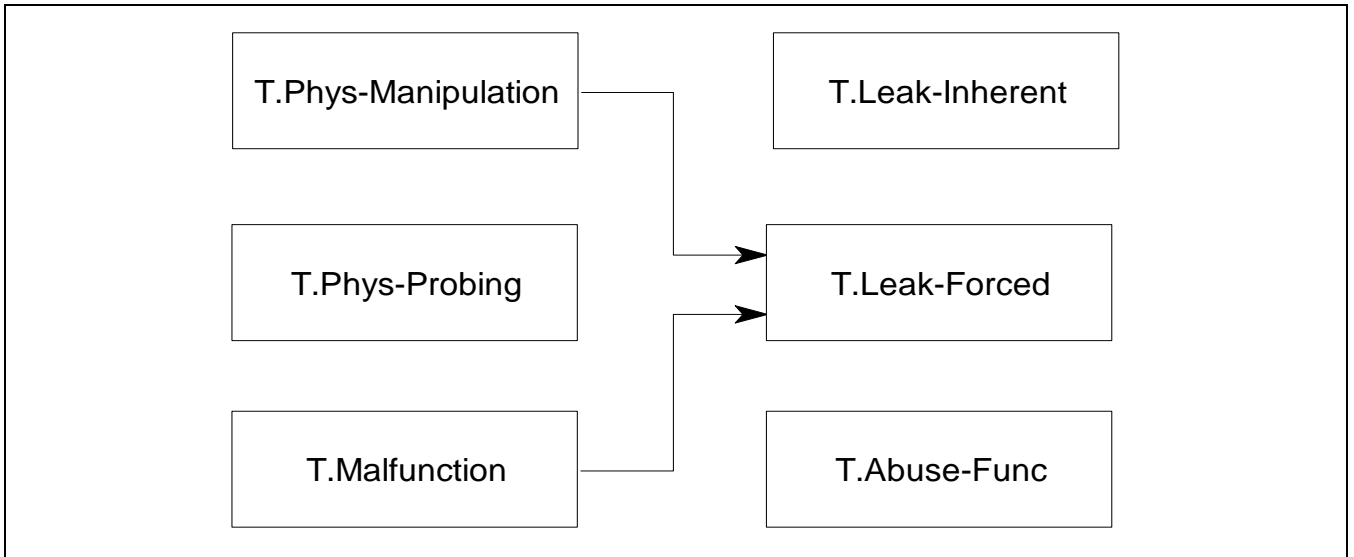 T.Phys-Manipulation
T.Leak-Inherent
T.Phys-Probing
T.Leak-Forced
T.Malfunction
T.Abuse-Func